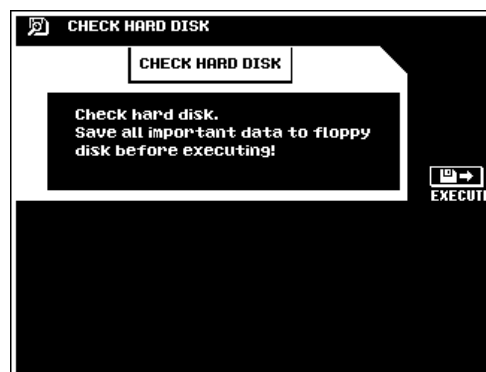 CHECK HARD DISK
CHECK HARD DISK
Check hard disk.
Save all important data to floppy
disk before executing!
EXECUT